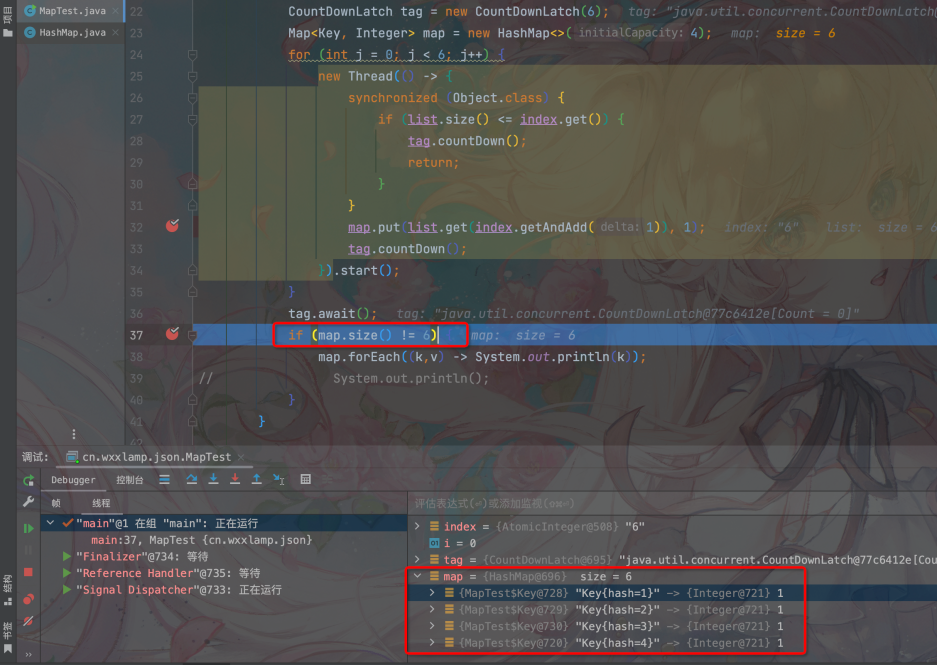 项目
MapTest.java ×
HashMap.java ×
22 CountDownLatch tag = new CountDownLatch(6); tag: "java.util.concurrent.CountDownLatch@
23 Map<Key, Integer> map = new HashMap<>( initialCapacity: 4); map: size = 6
24 for (int j = 0; j < 6; j++) {
25 new Thread(() -> {
26 synchronized (Object.class) {
27 if (list.size() <= index.get()) {
28 tag.countDown();
29 return;
30 }
31 }
32 map.put(list.get(index.getAndAdd( delta: 1)), 1); index: "6" list: size = 6
33 tag.countDown();
34 }).start();
35 }
36 tag.await(); tag: "java.util.concurrent.CountDownLatch@77c6412e[Count = 0]"
37 if (map.size() != 6) map: size = 6
38 map.forEach((k,v) -> System.out.println(k));
39 // System.out.println();
40 }
41 }
42
调试: cn.wxxlamp.json.MapTest ×
Debugger 控制台
帧 线程
"main"@1 在组 "main": 正在运行
main:37, MapTest {cn.wxxlamp.json}
"Finalizer"@734: 等待
"Reference Handler"@735: 等待
"Signal Dispatcher"@733: 正在运行
评估表达式(⏎)或添加监视(⌘⏎)
index = {AtomicInteger@508} "6"
i = 0
tag = {CountDownLatch@695} "java.util.concurrent.CountDownLatch@77c6412e[Cou
map = {HashMap@696} size = 6
{MapTest$Key@728} "Key{hash=1}" -> {Integer@721} 1
{MapTest$Key@729} "Key{hash=2}" -> {Integer@721} 1
{MapTest$Key@730} "Key{hash=3}" -> {Integer@721} 1
{MapTest$Key@720} "Key{hash=4}" -> {Integer@721} 1
结构
书签